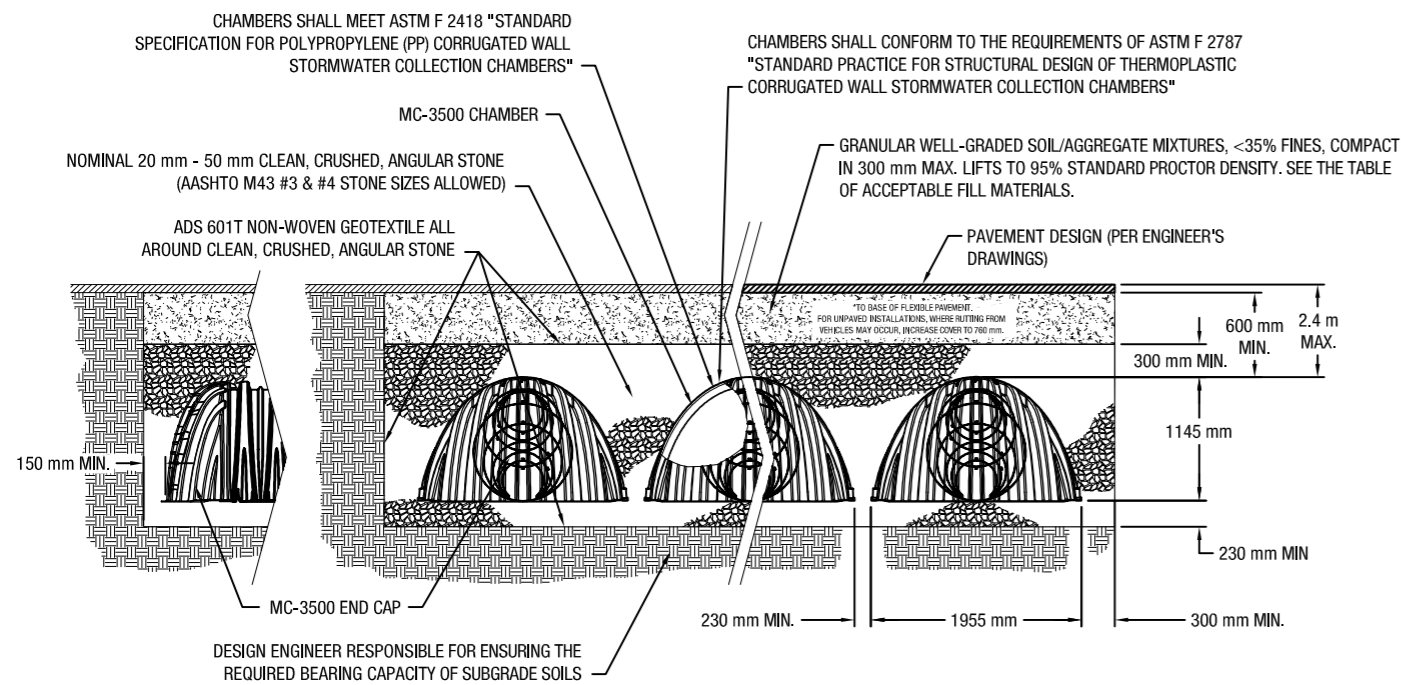 CHAMBERS SHALL MEET ASTM F 2418 "STANDARD
SPECIFICATION FOR POLYPROPYLENE (PP) CORRUGATED WALL
STORMWATER COLLECTION CHAMBERS"
CHAMBERS SHALL CONFORM TO THE REQUIREMENTS OF ASTM F 2787
"STANDARD PRACTICE FOR STRUCTURAL DESIGN OF THERMOPLASTIC
CORRUGATED WALL STORMWATER COLLECTION CHAMBERS"
MC-3500 CHAMBER
GRANULAR WELL-GRADED SOIL/AGGREGATE MIXTURES, <35% FINES, COMPACT
IN 300 mm MAX. LIFTS TO 95% STANDARD PROCTOR DENSITY. SEE THE TABLE
OF ACCEPTABLE FILL MATERIALS.
NOMINAL 20 mm - 50 mm CLEAN, CRUSHED, ANGULAR STONE
(AASHTO M43 #3 & #4 STONE SIZES ALLOWED)
ADS 601T NON-WOVEN GEOTEXTILE ALL
AROUND CLEAN, CRUSHED, ANGULAR STONE
PAVEMENT DESIGN (PER ENGINEER'S
DRAWINGS)
*TO BASE OF FLEXIBLE PAVEMENT.
FOR UNPAVED INSTALLATIONS, WHERE RUTTING FROM
VEHICLES MAY OCCUR, INCREASE COVER TO 760 mm.
600 mm
MIN.
2.4 m
MAX.
300 mm MIN.
1145 mm
150 mm MIN.
230 mm MIN
MC-3500 END CAP
230 mm MIN.
1955 mm
300 mm MIN.
DESIGN ENGINEER RESPONSIBLE FOR ENSURING THE
REQUIRED BEARING CAPACITY OF SUBGRADE SOILS